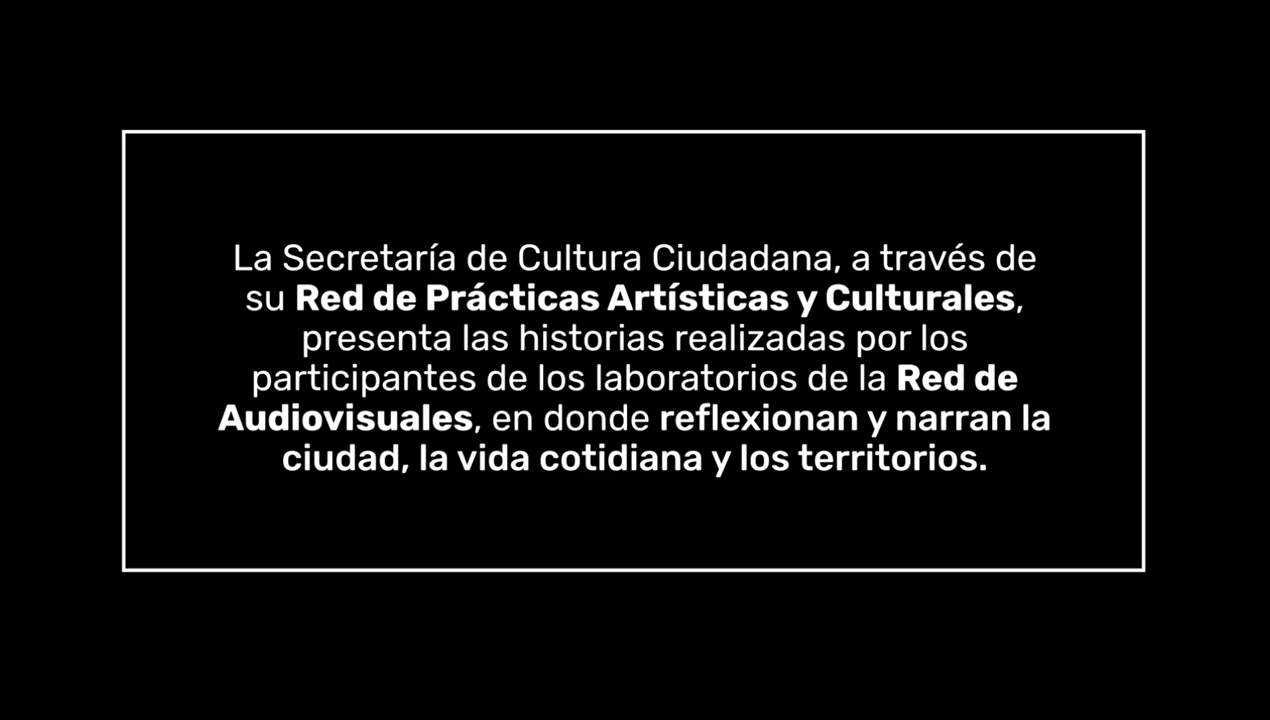 La Secretaría de Cultura Ciudadana, a través de
su Red de Prácticas Artísticas y Culturales,
presenta las historias realizadas por los
participantes de los laboratorios de la Red de
Audiovisuales, en donde reflexionan y narran la
ciudad, la vida cotidiana y los territorios.